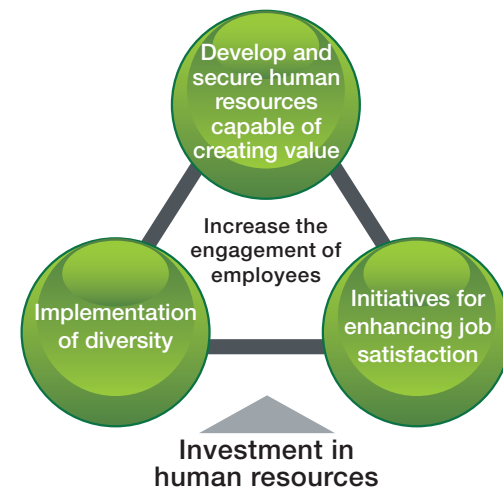 Develop and
secure human
resources
capable of
creating value
Increase the
engagement of
employees
Implementation
of diversity
Initiatives for
enhancing job
satisfaction
Investment in
human resources